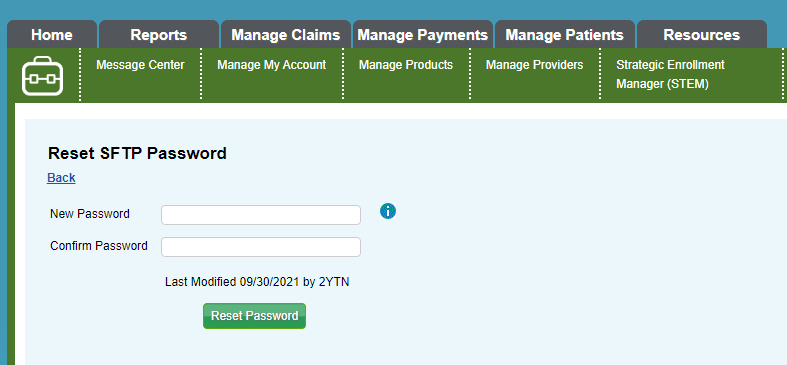 Home Reports Manage Claims Manage Payments Manage Patients Resources
Message Center Manage My Account Manage Products Manage Providers Strategic Enrollment
Manager (STEM)
Reset SFTP Password
Back
New Password
Confirm Password
Last Modified 09/30/2021 by 2YTN
Reset Password